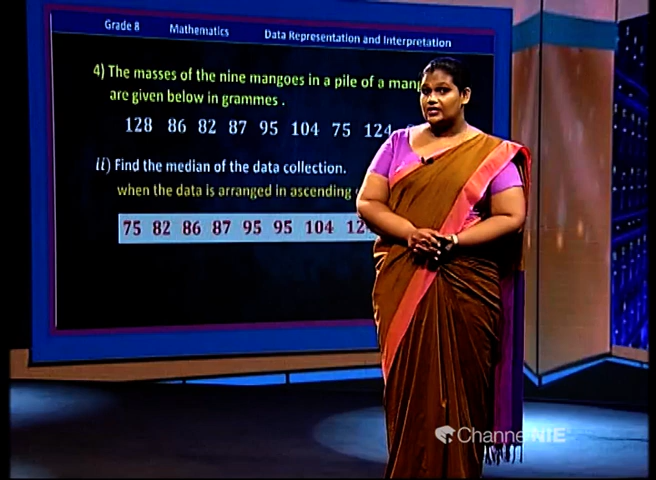 Grade 8 Mathematics Data Representation and Interpretation
4) The masses of the nine mangoes in a pile of a
are given below in grammes .
128 86 82 87 95 104 75 124
ii) Find the median of the data collection.
when the data is arranged in ascending
75 82 86 87 95 95 104
Channel NIE